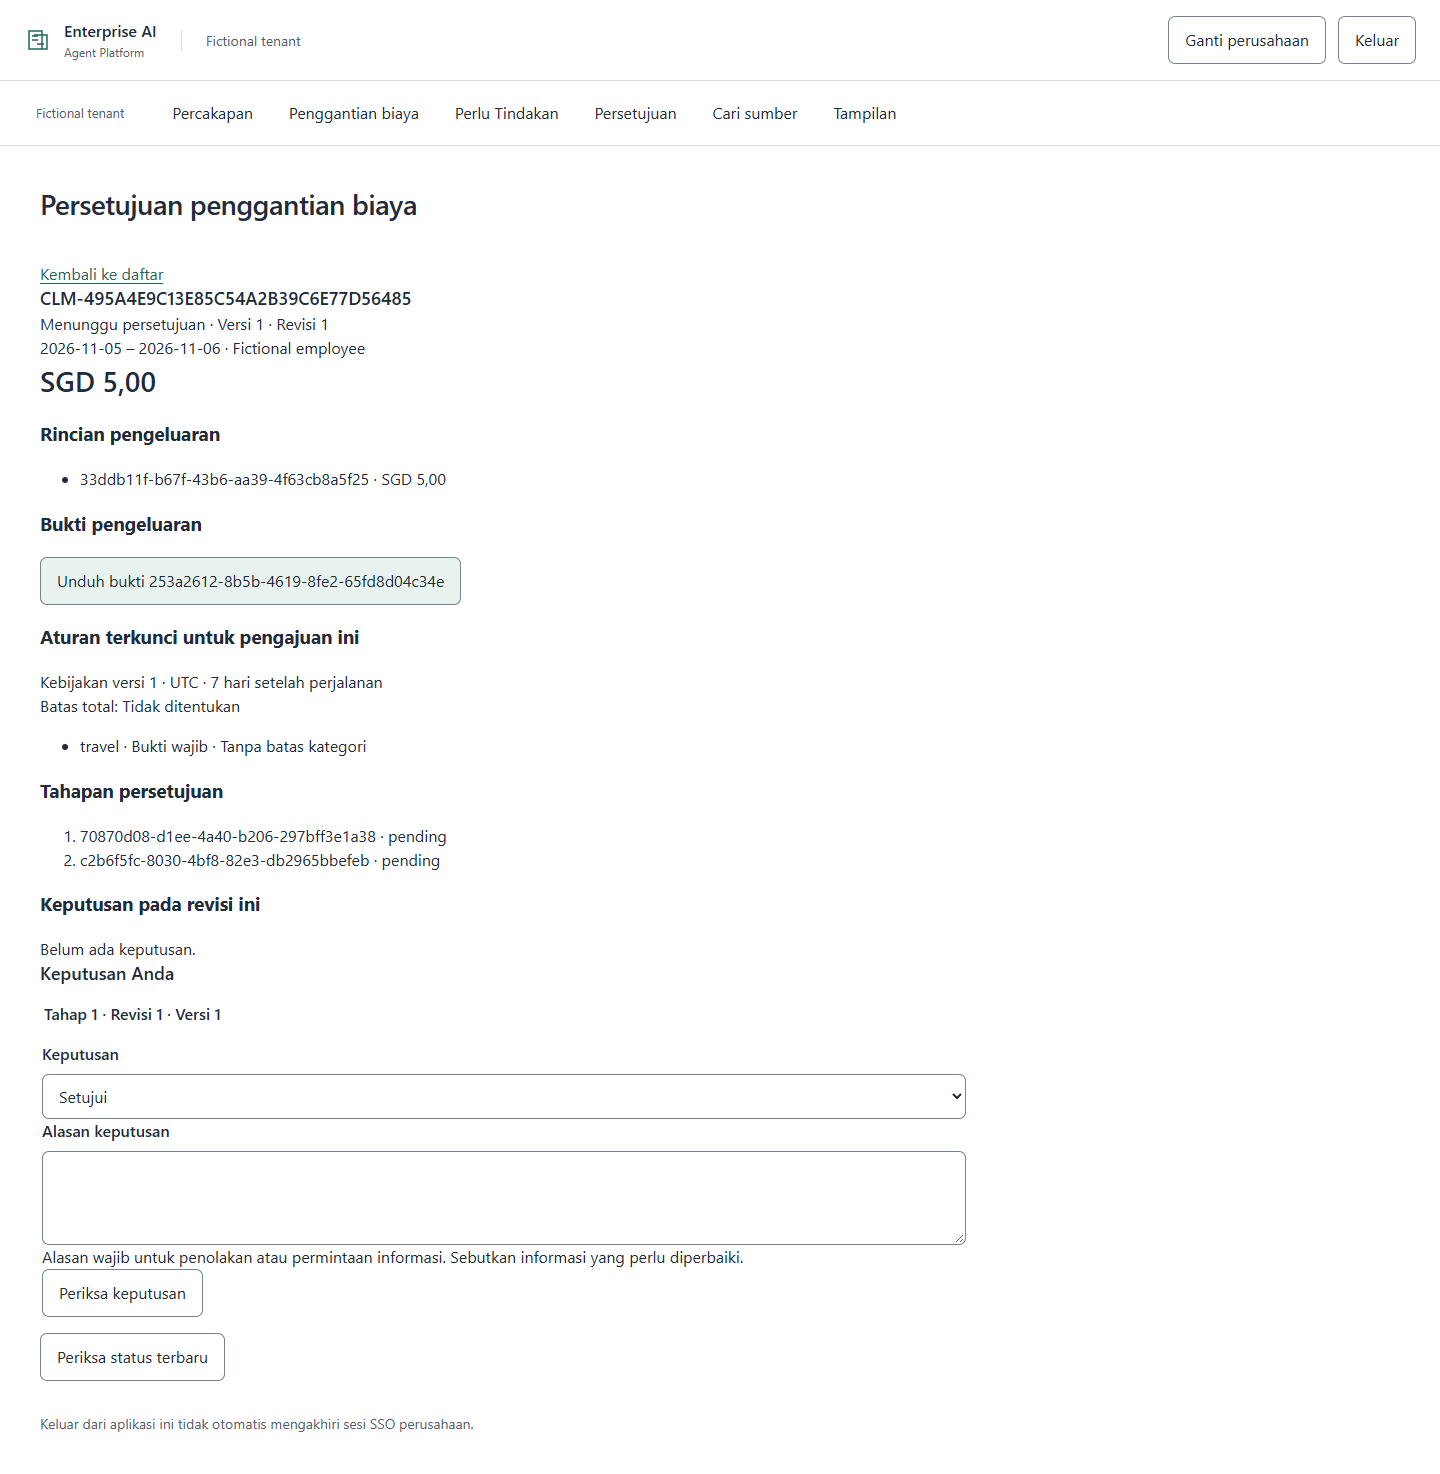 Enterprise AI
Agent Platform
Fictional tenant
Ganti perusahaan
Keluar
Fictional tenant
Percakapan
Penggantian biaya
Perlu Tindakan
Persetujuan
Cari sumber
Tampilan
Persetujuan penggantian biaya
Kembali ke daftar
CLM-495A4E9C13E85C54A2B39C6E77D56485
Menunggu persetujuan · Versi 1 · Revisi 1
2026-11-05 – 2026-11-06 · Fictional employee
SGD 5,00
Rincian pengeluaran
• 33ddb11f-b67f-43b6-aa39-4f63cb8a5f25 · SGD 5,00
Bukti pengeluaran
Unduh bukti 253a2612-8b5b-4619-8fe2-65fd8d04c34e
Aturan terkunci untuk pengajuan ini
Kebijakan versi 1 · UTC · 7 hari setelah perjalanan
Batas total: Tidak ditentukan
• travel · Bukti wajib · Tanpa batas kategori
Tahapan persetujuan
1. 70870d08-d1ee-4a40-b206-297bff3e1a38 · pending
2. c2b6f5fc-8030-4bf8-82e3-db2965bbefeb · pending
Keputusan pada revisi ini
Belum ada keputusan.
Keputusan Anda
Tahap 1 · Revisi 1 · Versi 1
Keputusan
Setujui
Alasan keputusan
Alasan wajib untuk penolakan atau permintaan informasi. Sebutkan informasi yang perlu diperbaiki.
Periksa keputusan
Periksa status terbaru
Keluar dari aplikasi ini tidak otomatis mengakhiri sesi SSO perusahaan.